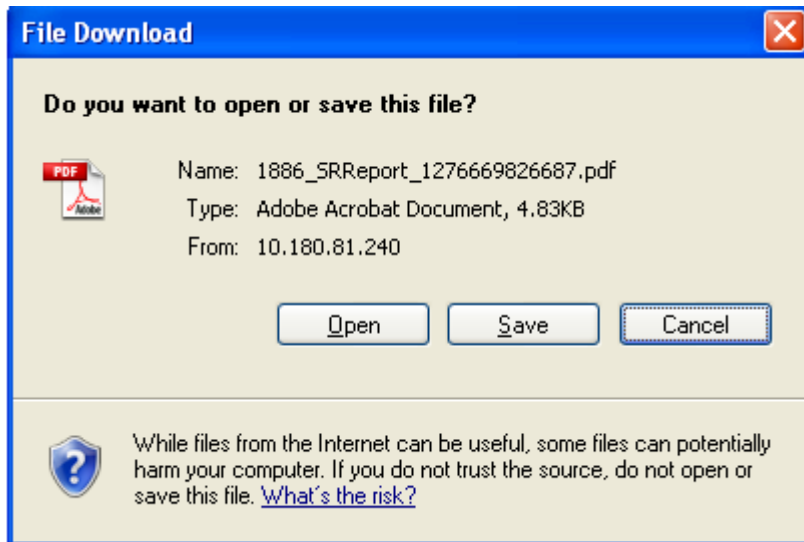 File Download
Do you want to open or save this file?
PDF
Adobe
Name: 1886_SRReport_1276669826687.pdf
Type: Adobe Acrobat Document, 4.83KB
From: 10.180.81.240
Open Save Cancel
While files from the Internet can be useful, some files can potentially
harm your computer. If you do not trust the source, do not open or
save this file. What's the risk?